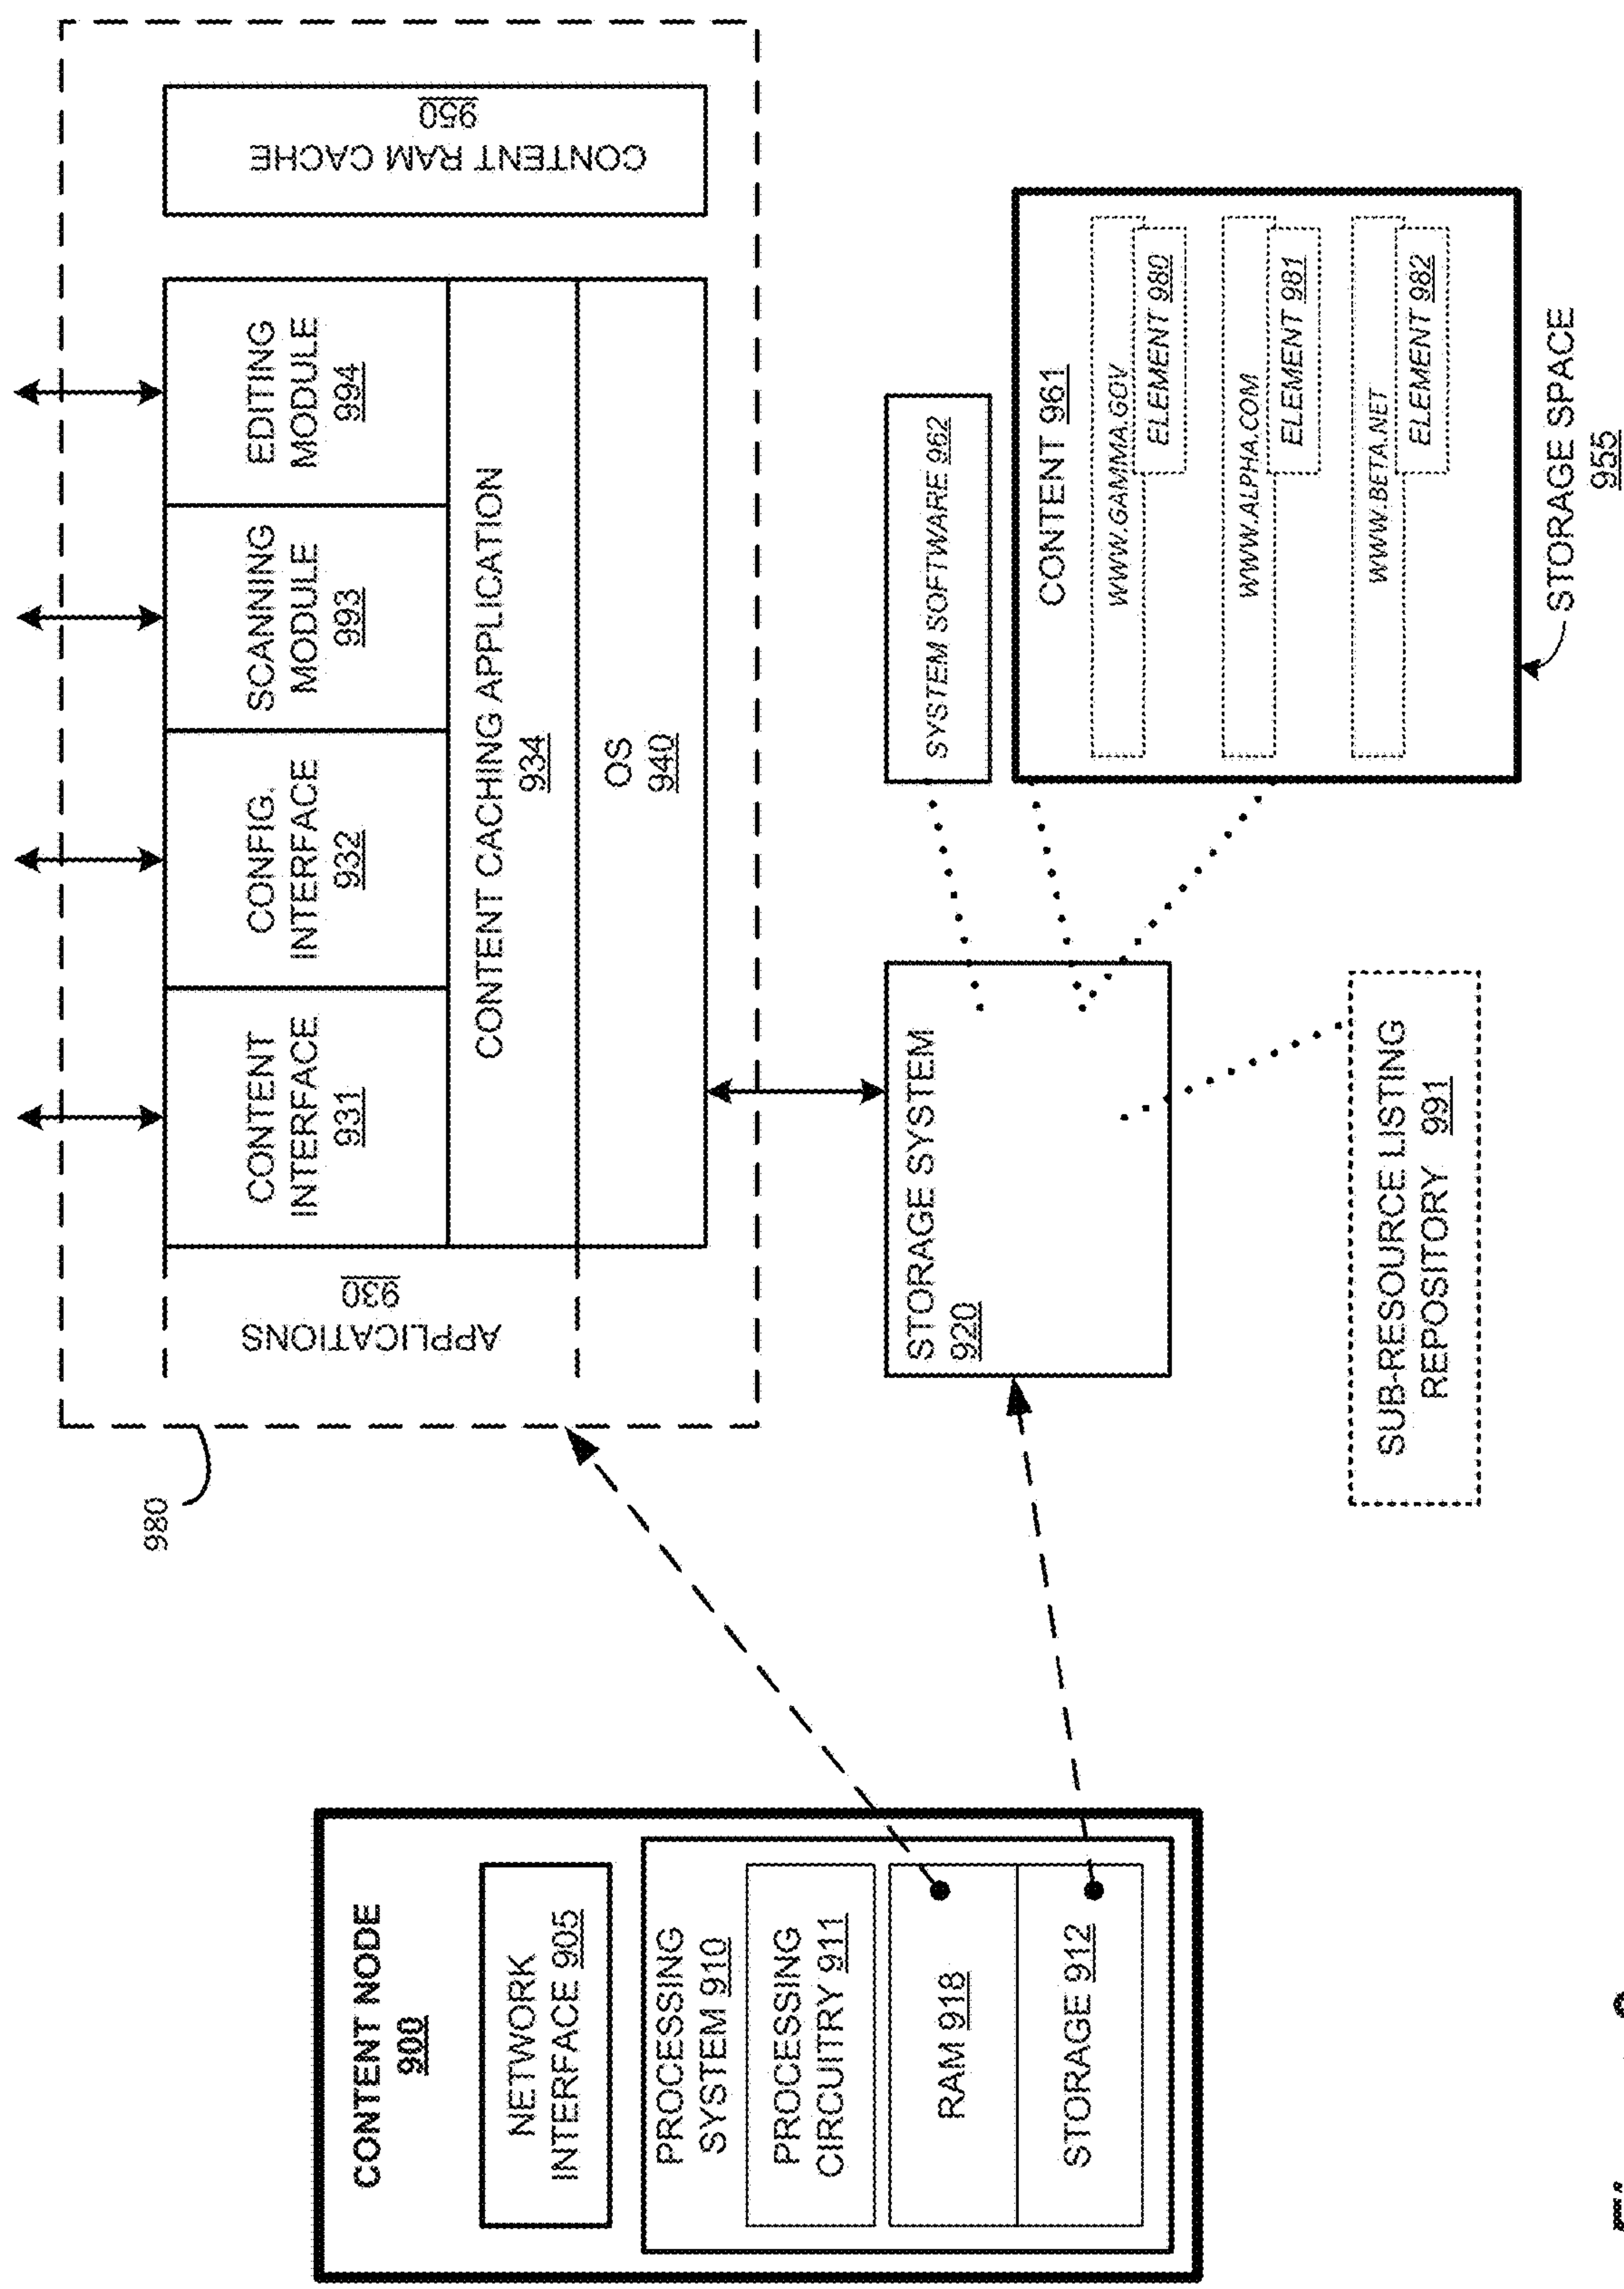 CONTENT NODE
900
NETWORK
INTERFACE 905
PROCESSING
SYSTEM 910
PROCESSING
CIRCUITRY 911
RAM 918
STORAGE 912
980
APPLICATIONS
930
CONTENT
INTERFACE
931
CONFIG.
INTERFACE
932
SCANNING
MODULE
993
EDITING
MODULE
994
CONTENT CACHING APPLICATION
934
OS
940
CONTENT RAM CACHE
950
STORAGE SYSTEM
920
SYSTEM SOFTWARE 962
CONTENT 961
WWW.GAMMA.GOV
ELEMENT 980
WWW.ALPHA.COM
ELEMENT 981
WWW.BETA.NET
ELEMENT 982
STORAGE SPACE
955
SUB-RESOURCE LISTING
REPOSITORY 991